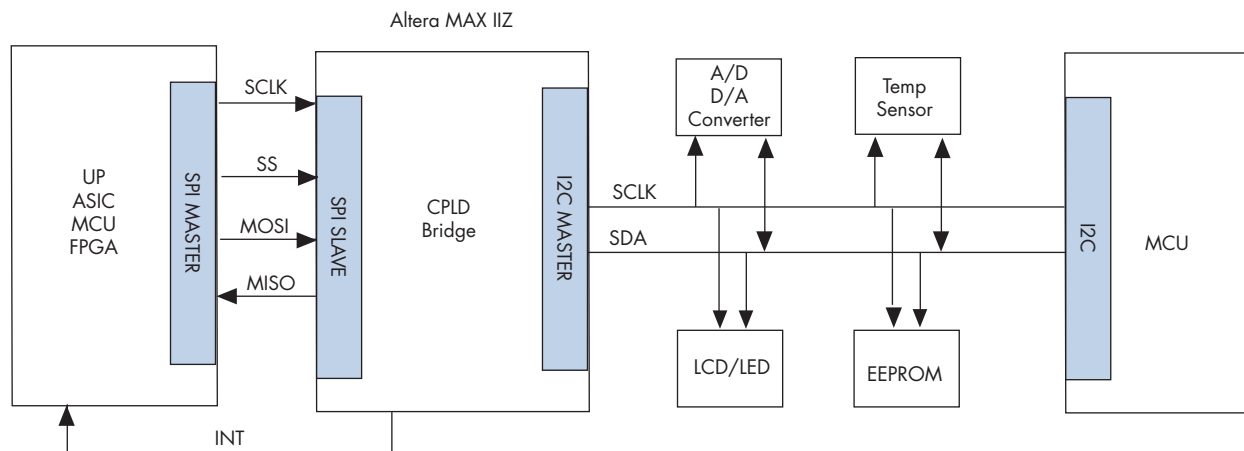 Altera MAX IIZ
UP
ASIC
MCU
FPGA
SPI MASTER
SCLK
SS
MOSI
MISO
SPI SLAVE
CPLD
Bridge
I2C MASTER
SCLK
SDA
A/D
D/A
Converter
Temp
Sensor
LCD/LED
EEPROM
I2C
MCU
INT